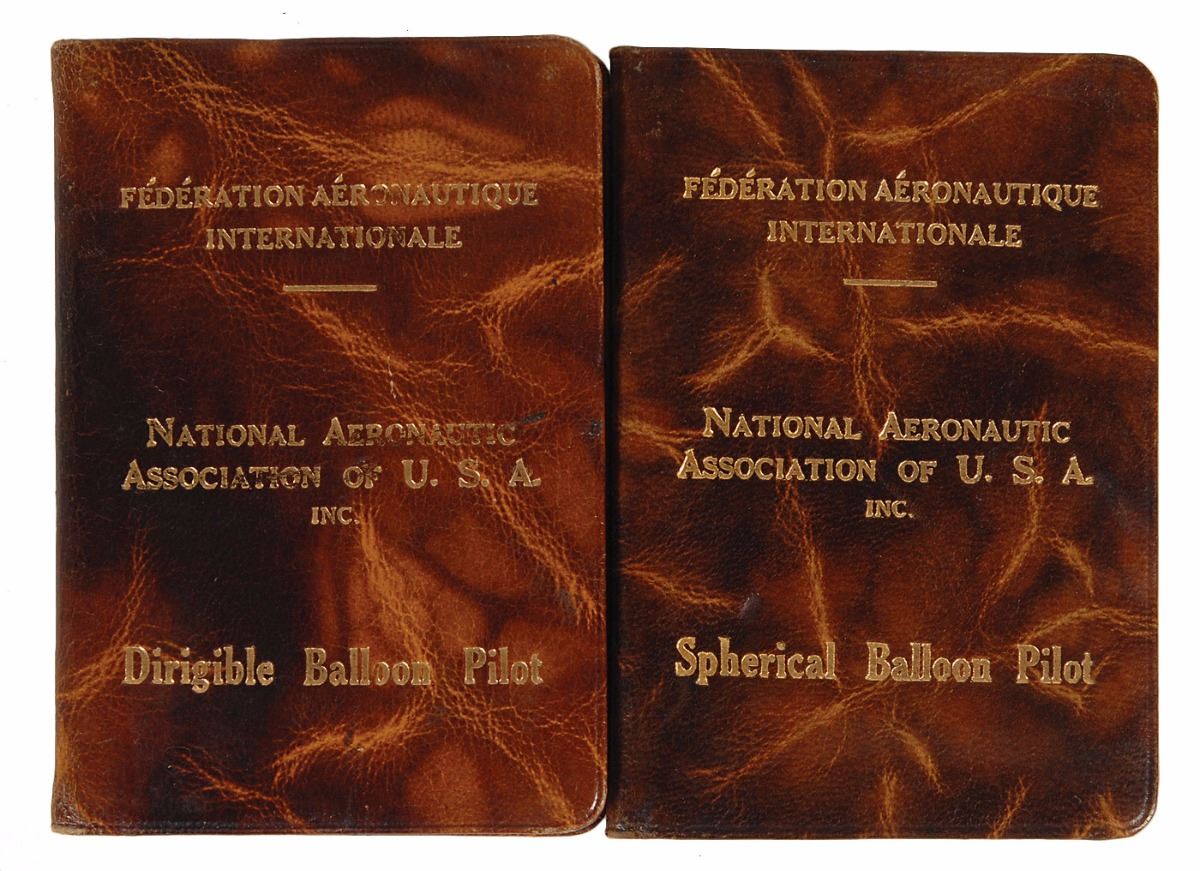 FÉDÉRATION AÉRONAUTIQUE
INTERNATIONALE
NATIONAL AERONAUTIC
ASSOCIATION OF U. S. A.
INC.
Dirigible Balloon Pilot
FÉDÉRATION AÉRONAUTIQUE
INTERNATIONALE
NATIONAL AERONAUTIC
ASSOCIATION OF U. S. A.
INC.
Spherical Balloon Pilot